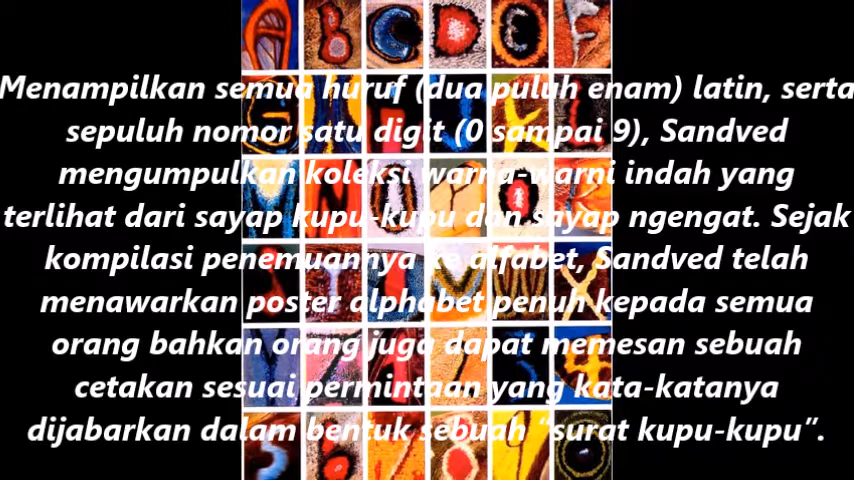 A B C D E F
Menampilkan semua huruf (dua puluh enam) latin, serta
sepuluh nomor satu digit (0 sampai 9), Sandved
mengumpulkan koleksi warna-warni indah yang
terlihat dari sayap kupu-kupu dan sayap ngengat. Sejak
kompilasi penemuannya ke alfabet, Sandved telah
menawarkan poster alphabet penuh kepada semua
orang bahkan orang juga dapat memesan sebuah
cetakan sesuai permintaan yang kata-katanya
dijabarkan dalam bentuk sebuah “surat kupu-kupu”.